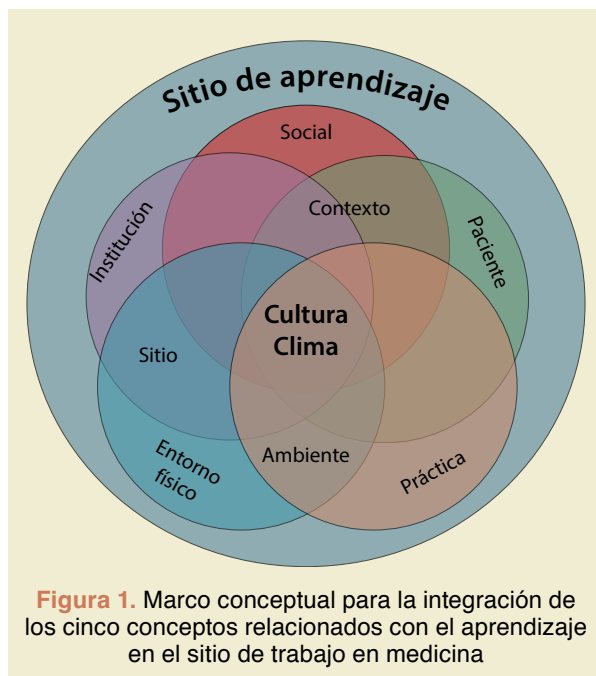 Sitio de aprendizaje
Social
Contexto
Institución
Paciente
Cultura
Clima
Sitio
Ambiente
Entorno
físico
Práctica
Figura 1. Marco conceptual para la integración de
los cinco conceptos relacionados con el aprendizaje
en el sitio de trabajo en medicina